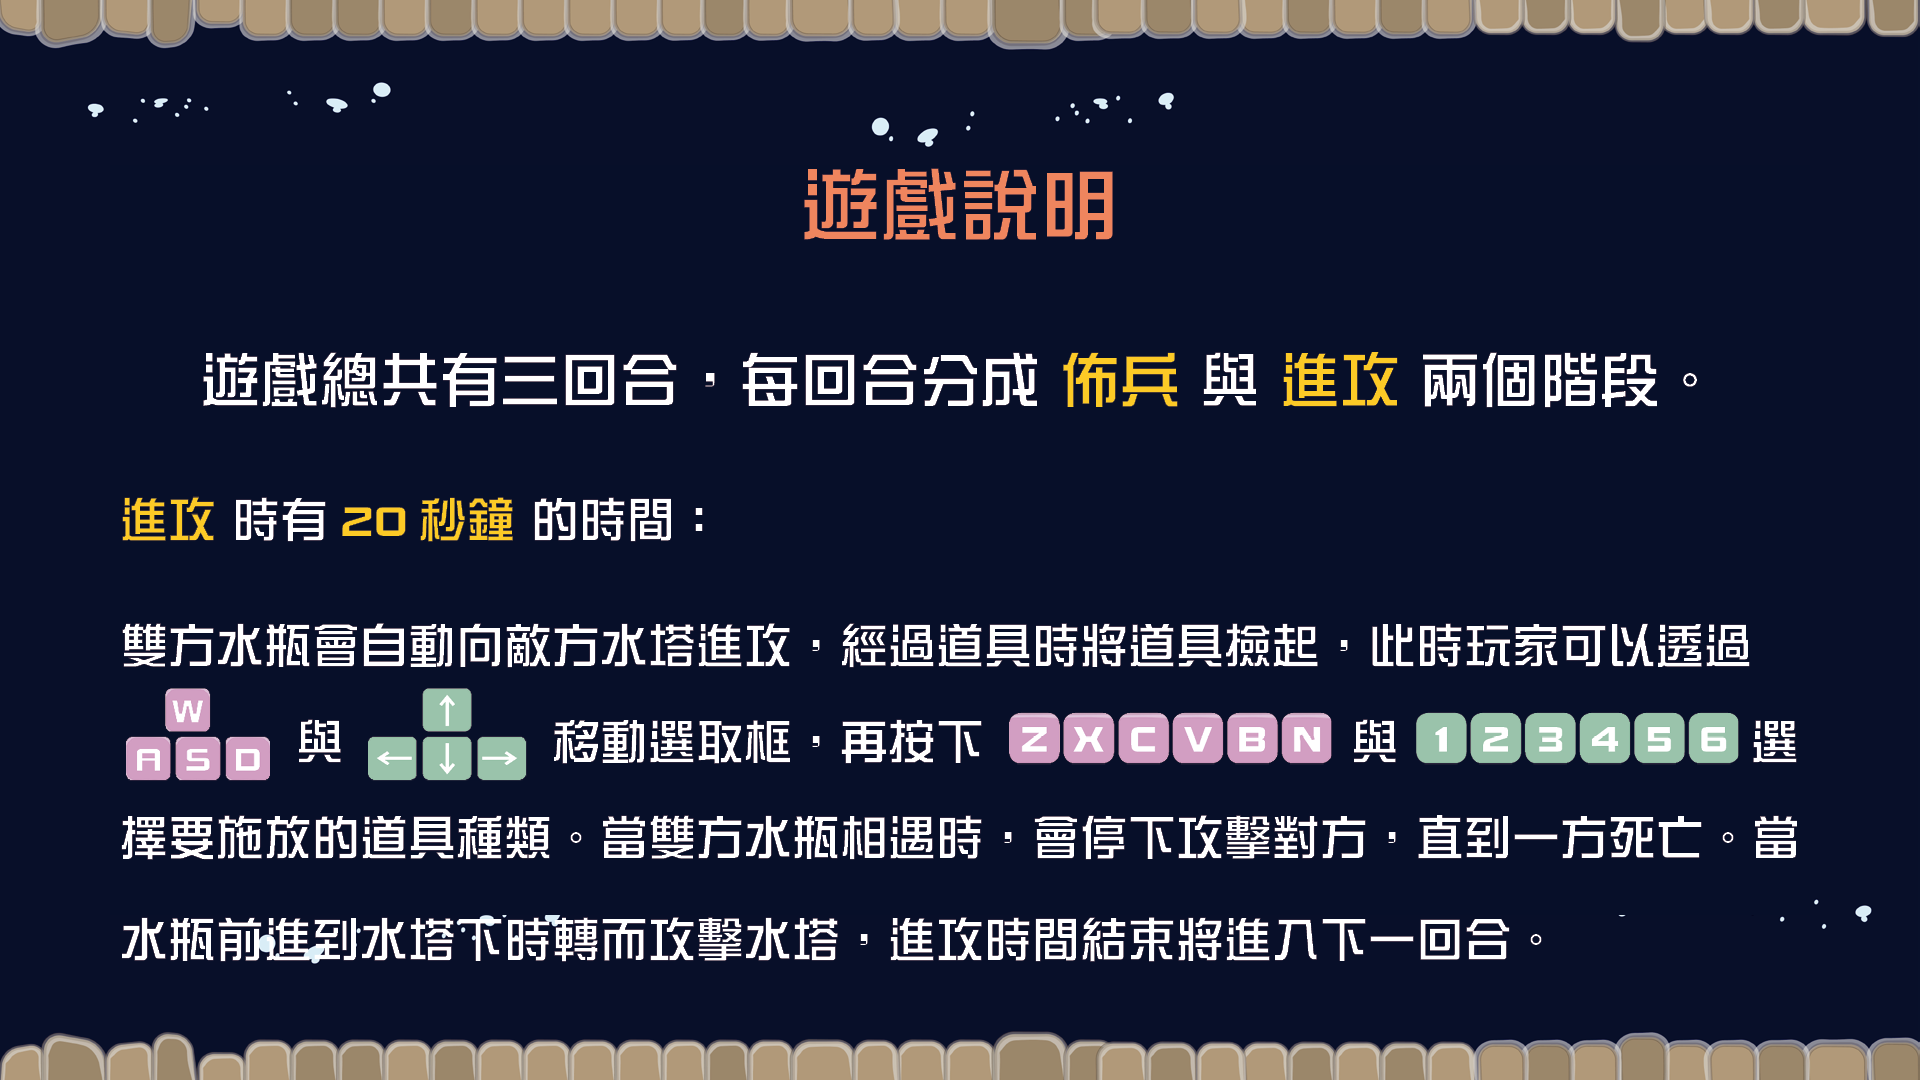 遊戲說明
遊戲總共有三回合，每回合分成 佈兵 與 進攻 兩個階段。
進攻 時有 20 秒鐘 的時間：
雙方水瓶會自動向敵方水塔進攻，經過道具時將道具撿起，此時玩家可以透過
W A S D 與 ↑ ← ↓ → 移動選取框，再按下 Z X C V B N 與 1 2 3 4 5 6 選
擇要施放的道具種類。當雙方水瓶相遇時，會停下攻擊對方，直到一方死亡。當
水瓶前進到水塔下時轉而攻擊水塔，進攻時間結束將進入下一回合。